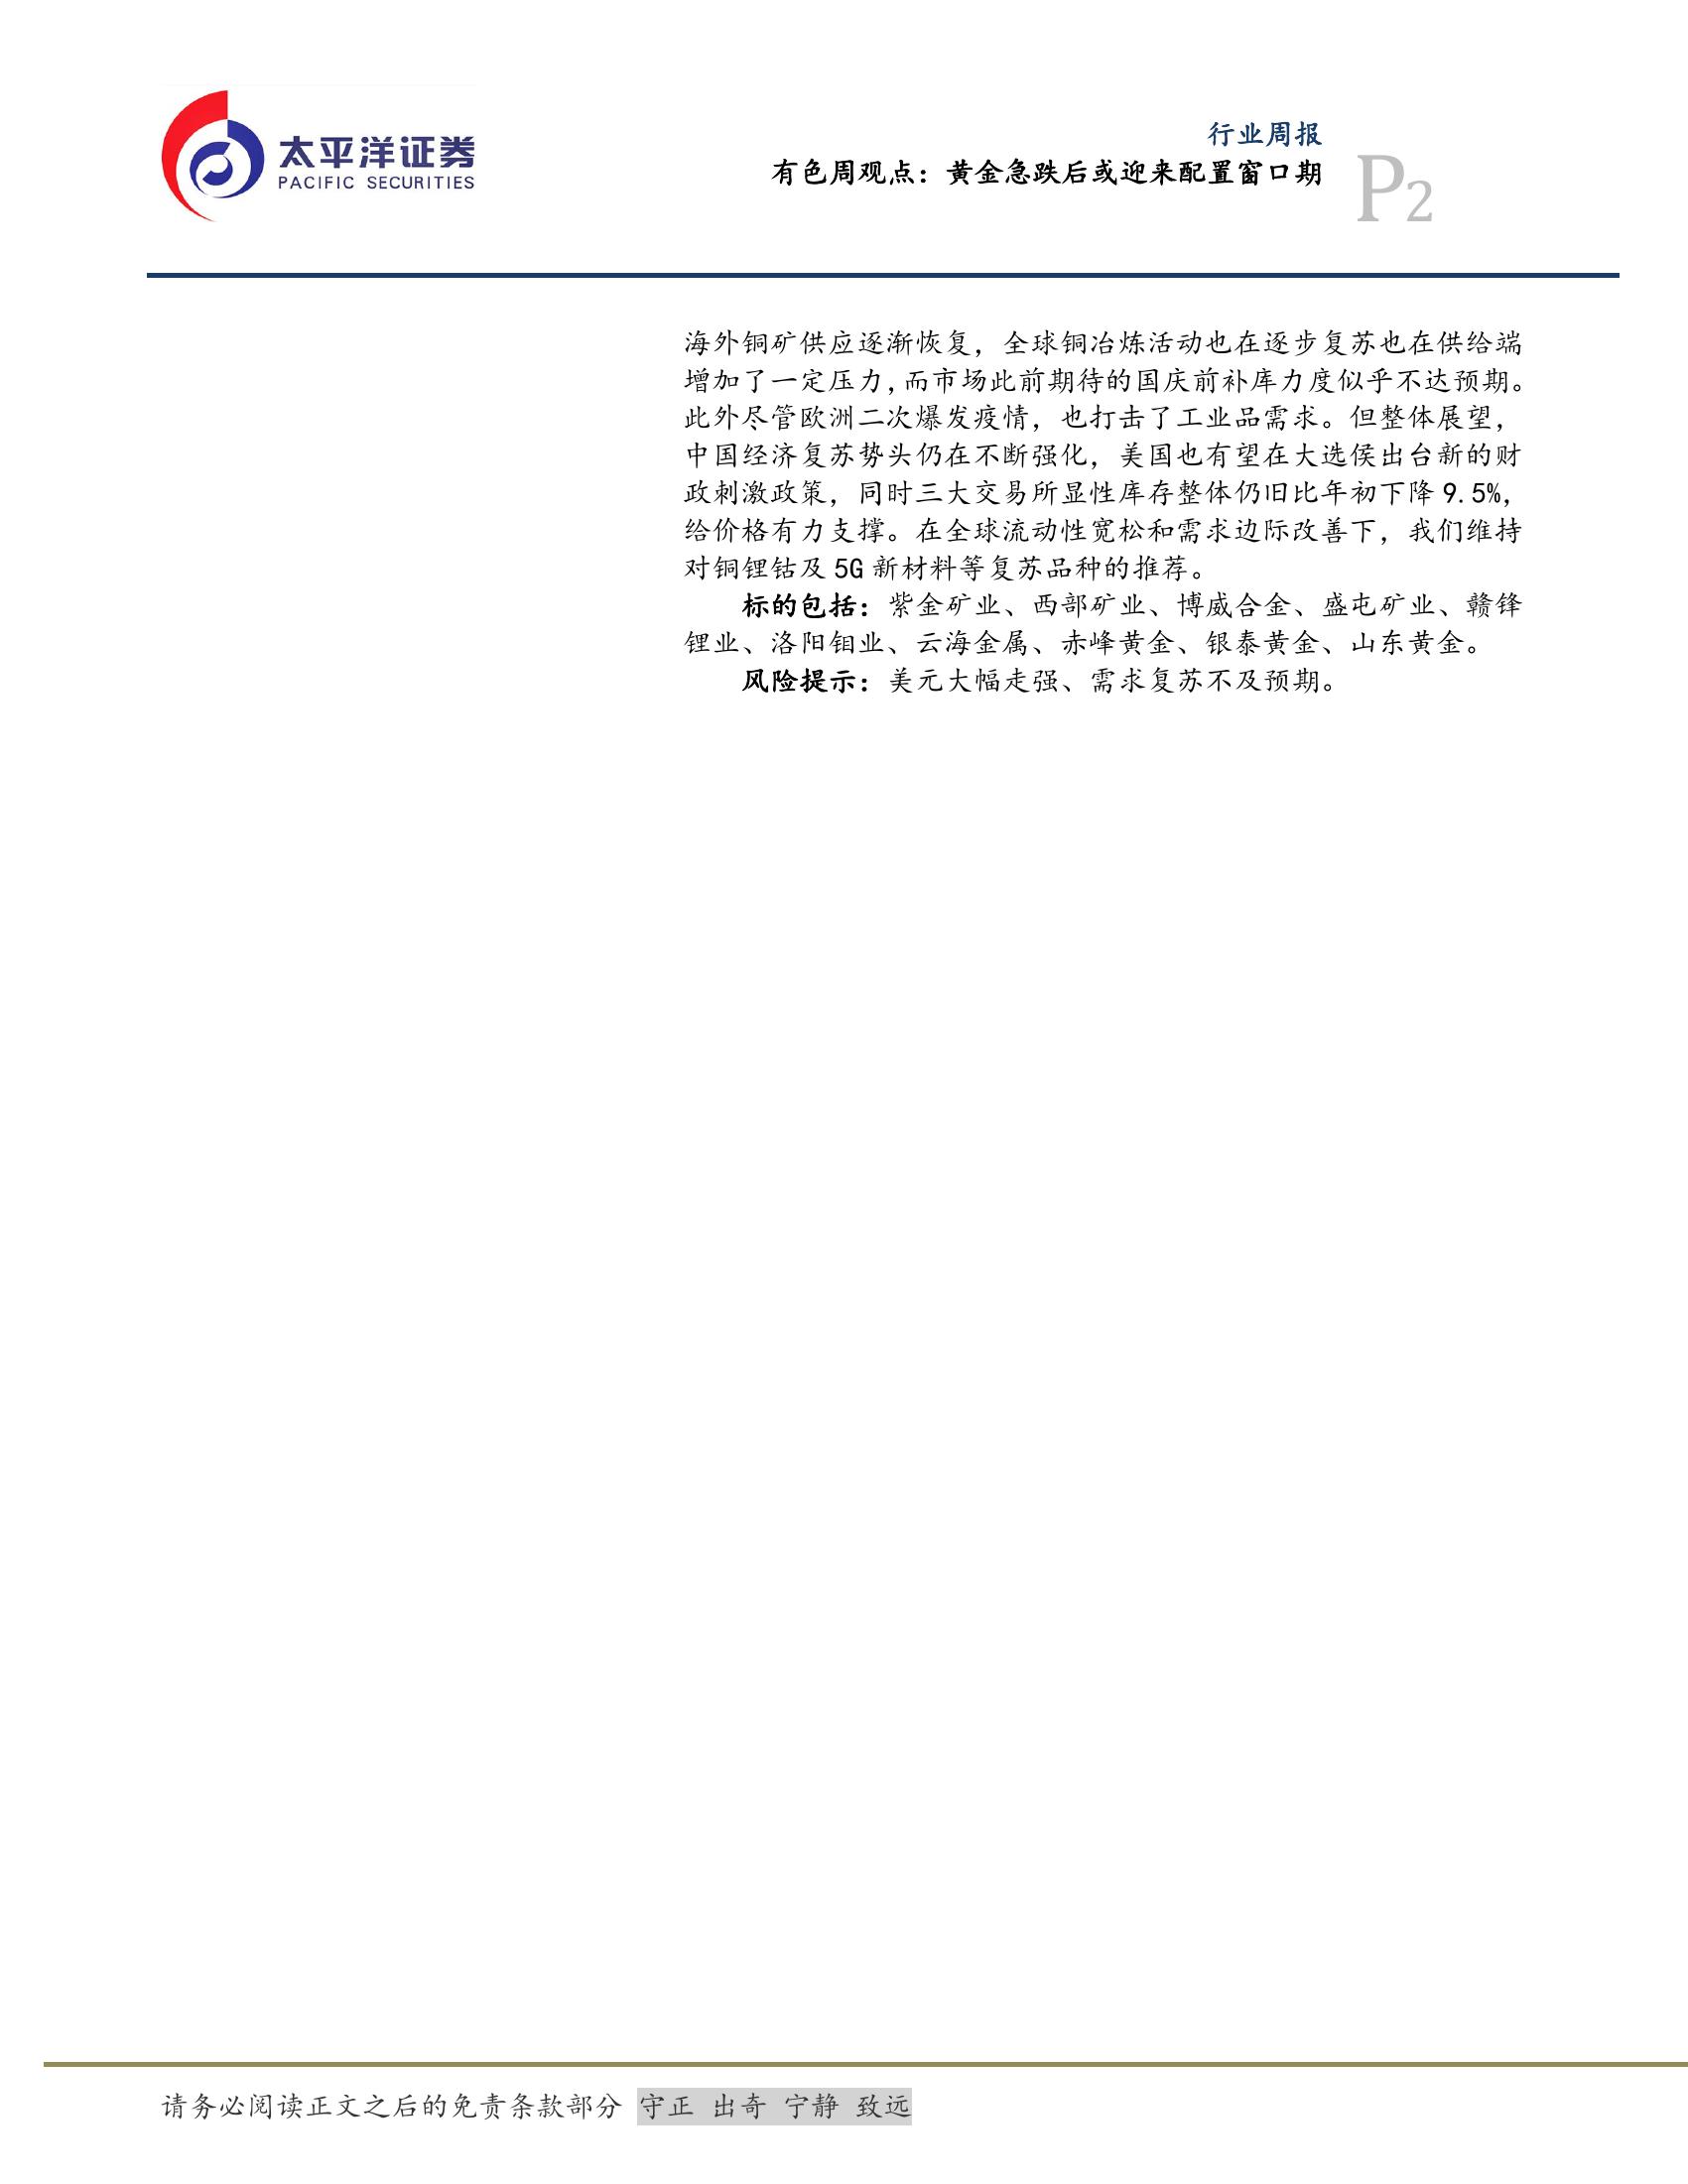 太平洋证券
PACIFIC SECURITIES
行业周报
有色周观点：黄金急跌后或迎来配置窗口期
P2
海外铜矿供应逐渐恢复，全球铜冶炼活动也在逐步复苏也在供给端
增加了一定压力，而市场此前期待的国庆前补库力度似乎不达预期。
此外尽管欧洲二次爆发疫情，也打击了工业品需求。但整体展望，
中国经济复苏势头仍在不断强化，美国也有望在大选侯出台新的财
政刺激政策，同时三大交易所显性库存整体仍旧比年初下降 9.5%，
给价格有力支撑。在全球流动性宽松和需求边际改善下，我们维持
对铜锂钴及 5G 新材料等复苏品种的推荐。
标的包括：紫金矿业、西部矿业、博威合金、盛屯矿业、赣锋
锂业、洛阳钼业、云海金属、赤峰黄金、银泰黄金、山东黄金。
风险提示：美元大幅走强、需求复苏不及预期。
请务必阅读正文之后的免责条款部分 守正 出奇 宁静 致远